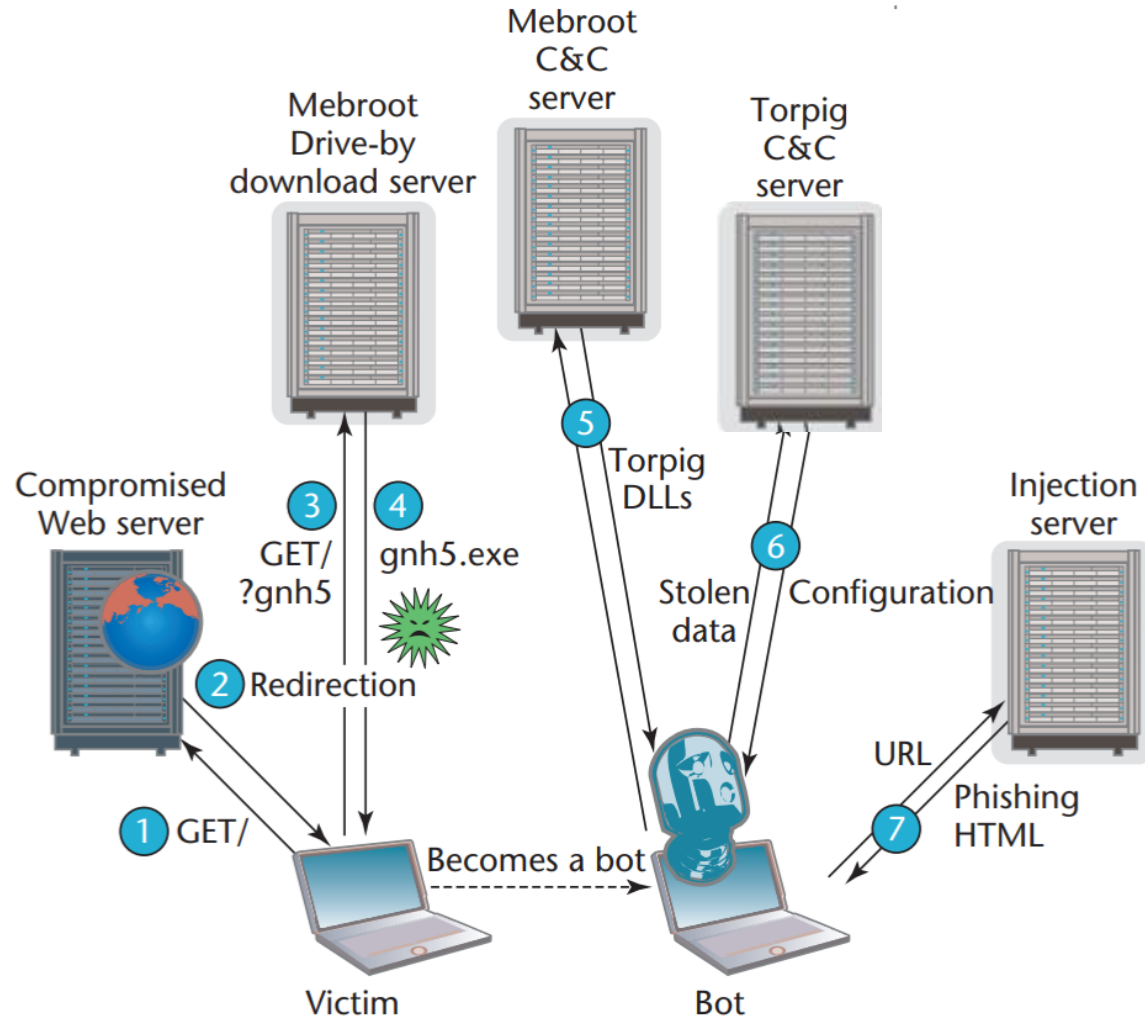 Mebroot
C&C
server
Mebroot
Drive-by
download server
Torpig
C&C
server
Compromised
Web server
3
GET/
?gnh5
4
gnh5.exe
5
Torpig
DLLs
6
Stolen
data
Configuration
Injection
server
2 Redirection
1 GET/
Becomes a bot
URL
7
Phishing
HTML
Victim
Bot